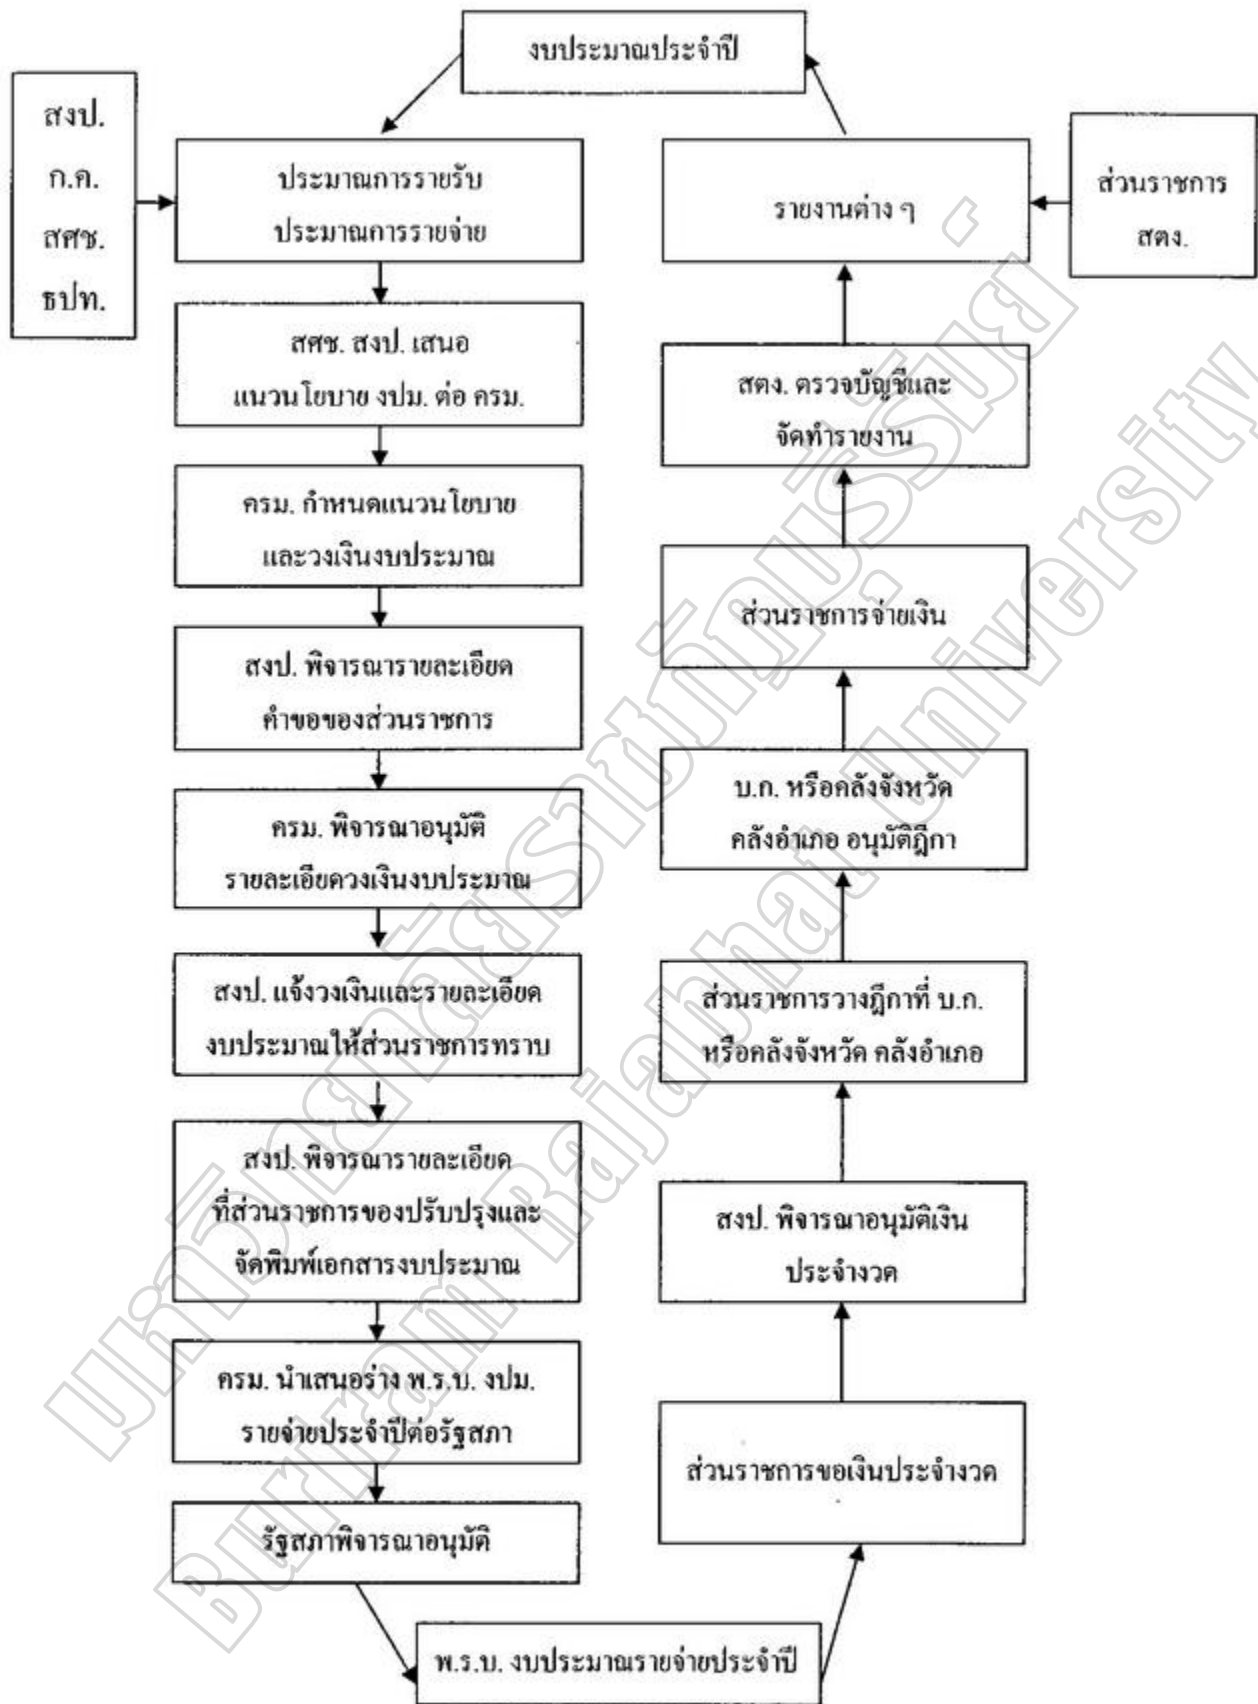 งบประมาณประจำปี
สงป.
ก.ค.
สศช.
ธปท.
ประมาณการรายรับ
ประมาณการรายจ่าย
สศช. สงป. เสนอ
แนวนโยบาย งปม. ต่อ ครม.
ครม. กำหนดแนวนโยบาย
และวงเงินงบประมาณ
สงป. พิจารณารายละเอียด
คำขอของส่วนราชการ
ครม. พิจารณาอนุมัติ
รายละเอียดวงเงินงบประมาณ
สงป. แจ้งวงเงินและรายละเอียด
งบประมาณให้ส่วนราชการทราบ
สงป. พิจารณารายละเอียด
ที่ส่วนราชการของปรับปรุงและ
จัดพิมพ์เอกสารงบประมาณ
ครม. นำเสนอร่าง พ.ร.บ. งปม.
รายจ่ายประจำปีต่อรัฐสภา
รัฐสภาพิจารณาอนุมัติ
พ.ร.บ. งบประมาณรายจ่ายประจำปี
ส่วนราชการขอเงินประจำงวด
สงป. พิจารณาอนุมัติเงิน
ประจำงวด
ส่วนราชการวางฎีกาที่ บ.ก.
หรือคลังจังหวัด คลังอำเภอ
บ.ก. หรือคลังจังหวัด
คลังอำเภอ อนุมัติฎีกา
ส่วนราชการจ่ายเงิน
สตง. ตรวจบัญชีและ
จัดทำรายงาน
รายงานต่าง ๆ
ส่วนราชการ
สตง.
มหาวิทยาลัยราชภัฏบุรีรัมย์
Buriram Rajabhat University